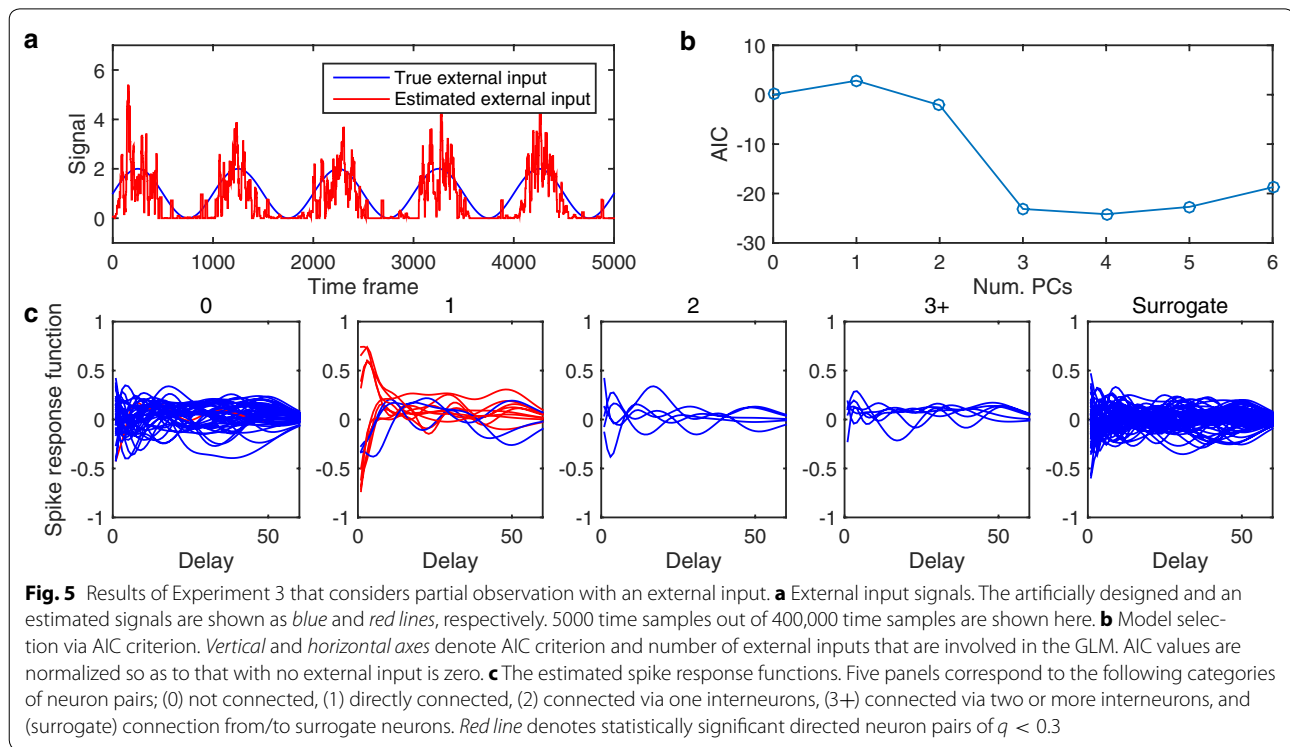 a
Signal
6
4
2
0
True external input
Estimated external input
0 1000 2000 3000 4000 5000
Time frame
b
AIC
10
0
-10
-20
-30
0 1 2 3 4 5 6
Num. PCs
c
Spike response function
0 1 2 3+ Surrogate
1 1 1 1 1
0.5 0.5 0.5 0.5 0.5
0 0 0 0 0
-0.5 -0.5 -0.5 -0.5 -0.5
-1 -1 -1 -1 -1
0 50 0 50 0 50 0 50 0 50
Delay Delay Delay Delay Delay
Fig. 5 Results of Experiment 3 that considers partial observation with an external input. a External input signals. The artificially designed and an
estimated signals are shown as blue and red lines, respectively. 5000 time samples out of 400,000 time samples are shown here. b Model selec-
tion via AIC criterion. Vertical and horizontal axes denote AIC criterion and number of external inputs that are involved in the GLM. AIC values are
normalized so as to that with no external input is zero. c The estimated spike response functions. Five panels correspond to the following categories
of neuron pairs; (0) not connected, (1) directly connected, (2) connected via one interneurons, (3+) connected via two or more interneurons, and
(surrogate) connection from/to surrogate neurons. Red line denotes statistically significant directed neuron pairs of q < 0.3